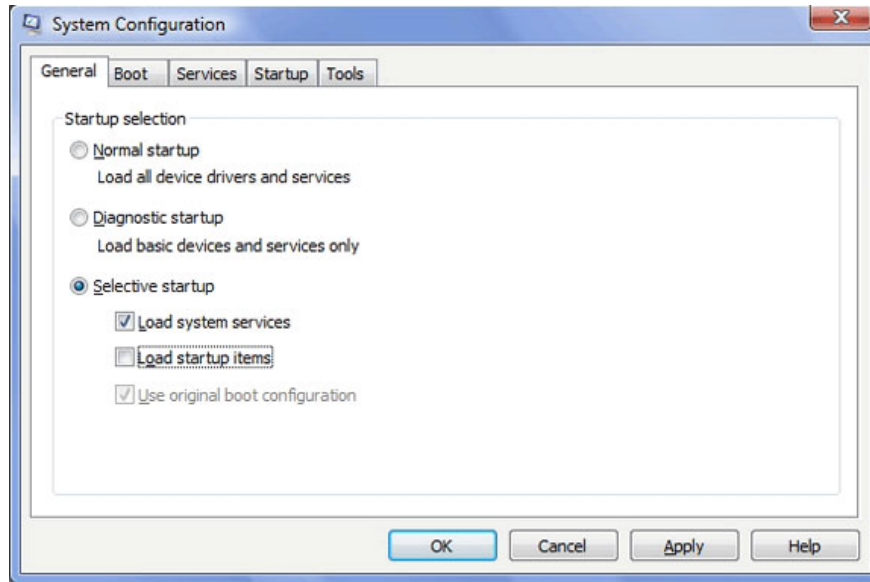 System Configuration
General Boot Services Startup Tools
Startup selection
Normal startup
Load all device drivers and services
Diagnostic startup
Load basic devices and services only
Selective startup
Load system services
Load startup items
Use original boot configuration
OK Cancel Apply Help